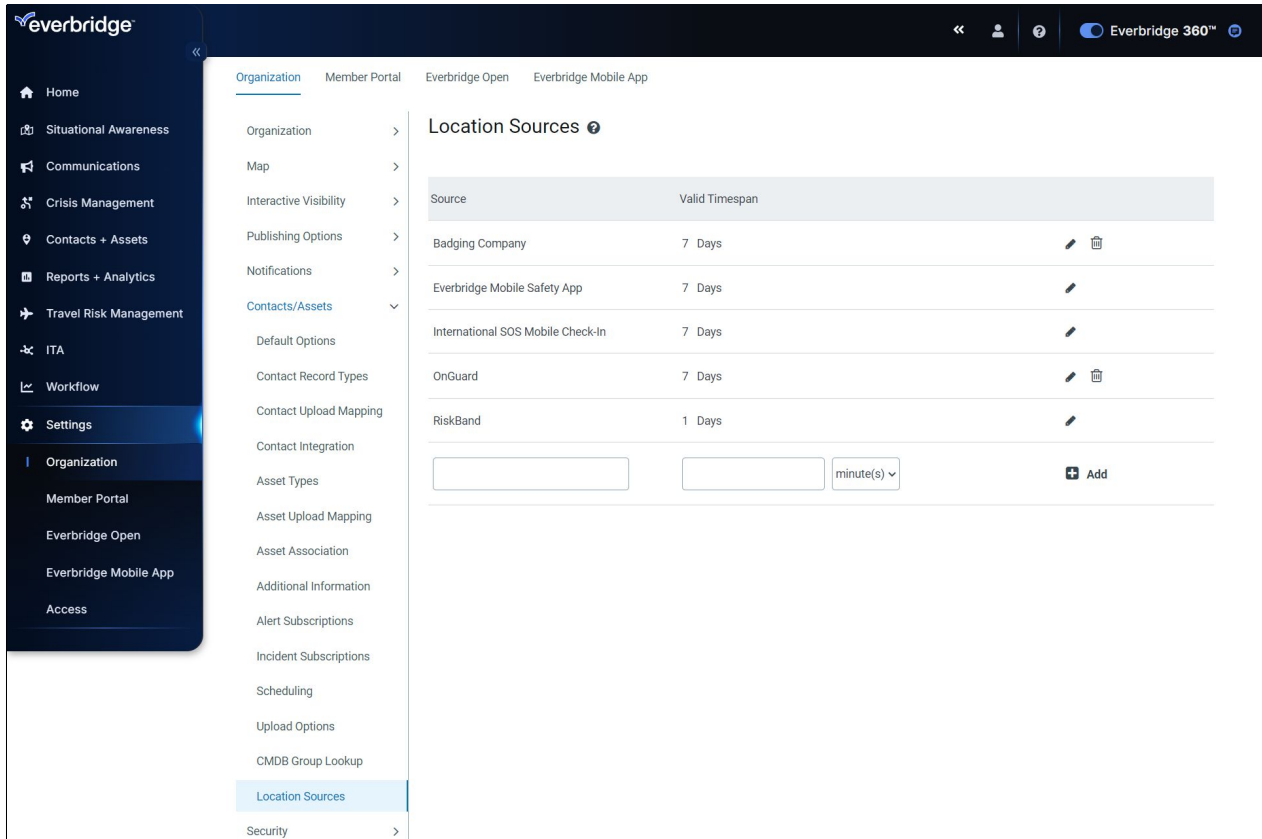 everbridge™
Everbridge 360™
Home
Situational Awareness
Communications
Crisis Management
Contacts + Assets
Reports + Analytics
Travel Risk Management
ITA
Workflow
Settings
Organization
Member Portal
Everbridge Open
Everbridge Mobile App
Access
Organization Member Portal Everbridge Open Everbridge Mobile App
Organization
Map
Interactive Visibility
Publishing Options
Notifications
Contacts/Assets
Default Options
Contact Record Types
Contact Upload Mapping
Contact Integration
Asset Types
Asset Upload Mapping
Asset Association
Additional Information
Alert Subscriptions
Incident Subscriptions
Scheduling
Upload Options
CMDB Group Lookup
Location Sources
Security
Location Sources
Source Valid Timespan
Badging Company 7 Days
Everbridge Mobile Safety App 7 Days
International SOS Mobile Check-In 7 Days
OnGuard 7 Days
RiskBand 1 Days
minute(s) Add